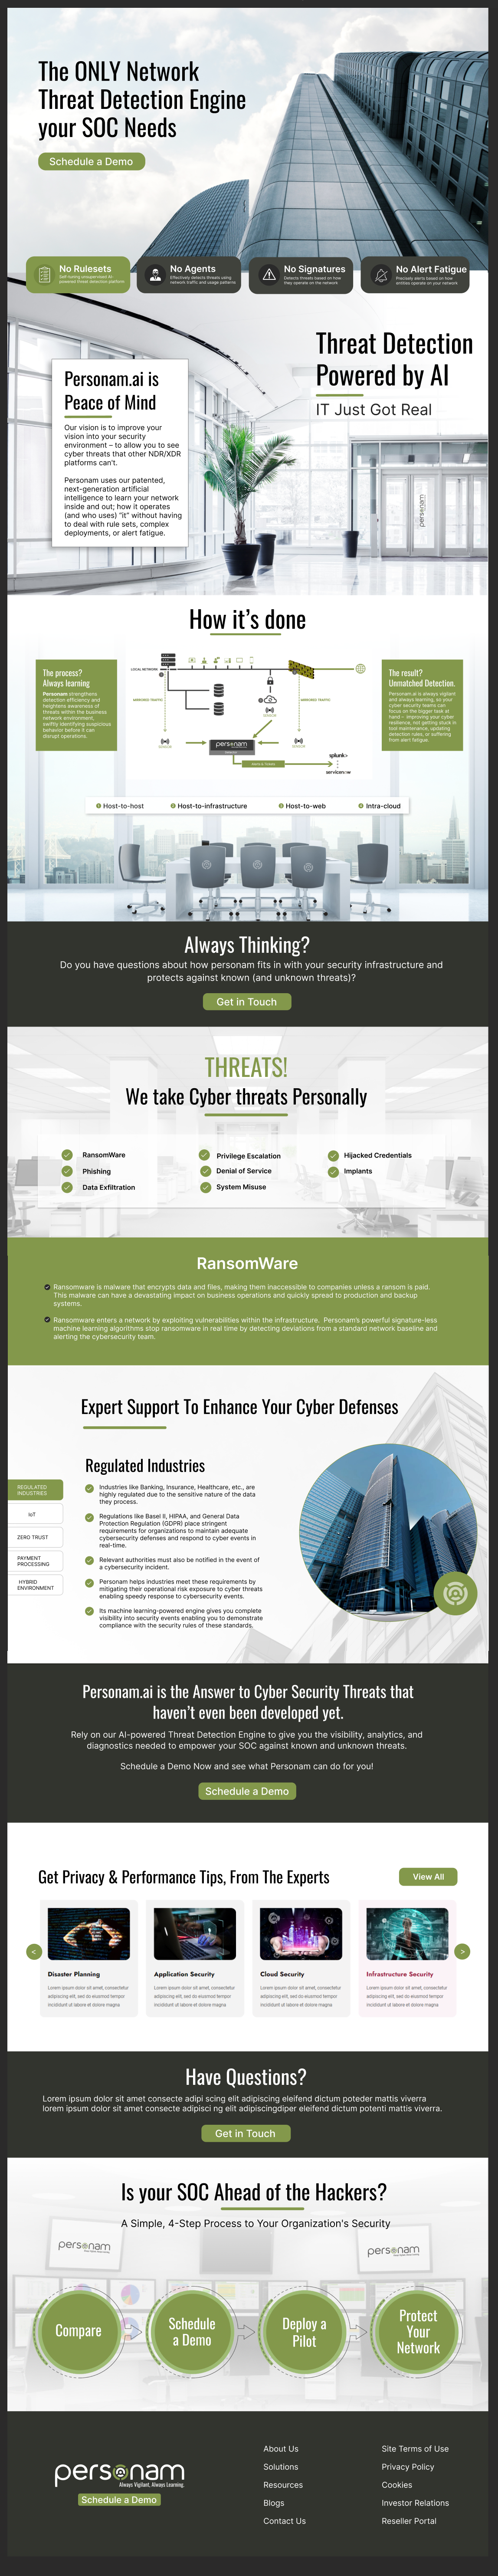 The ONLY Network
Threat Detection Engine
your SOC Needs
Schedule a Demo
No Rulesets
Self-tuning unsupervised AI-
powered threat detection platform
No Agents
Effectively detects threats using
network traffic and usage patterns
No Signatures
Detects threats based on how
they operate on the network
No Alert Fatigue
Precisely alerts based on how
entities operate on your network
Threat Detection
Powered by AI
IT Just Got Real
Personam.ai is
Peace of Mind
Our vision is to improve your
vision into your security
environment – to allow you to see
cyber threats that other NDR/XDR
platforms can't.
Personam uses our patented,
next-generation artificial
intelligence to learn your network
inside and out; how it operates
(and who uses) "it" without having
to deal with rule sets, complex
deployments, or alert fatigue.
personam
How it's done
The process?
Always learning
Personam strengthens
detection efficiency and
heightens awareness of
threats within the business
network environment,
swiftly identifying suspicious
behavior before it can
disrupt operations.
LOCAL NETWORK
MIRRORED TRAFFIC
MIRRORED TRAFFIC
SENSOR
SENSOR
SENSOR
personam
splunk>
servicenow
The result?
Unmatched Detection.
Personam.ai is always vigilant
and always learning, so your
cyber security teams can
focus on the bigger task at
hand – improving your cyber
resilience, not getting stuck in
tool maintenance, updating
detection rules, or suffering
from alert fatigue.
1 Host-to-host
2 Host-to-infrastructure
3 Host-to-web
4 Intra-cloud
Always Thinking?
Do you have questions about how personam fits in with your security infrastructure and
protects against known (and unknown threats)?
Get in Touch
THREATS!
We take Cyber threats Personally
RansomWare
Phishing
Data Exfiltration
Privilege Escalation
Denial of Service
System Misuse
Hijacked Credentials
Implants
RansomWare
Ransomware is malware that encrypts data and files, making them inaccessible to companies unless a ransom is paid.
This malware can have a devastating impact on business operations and quickly spread to production and backup
systems.
Ransomware enters a network by exploiting vulnerabilities within the infrastructure. Personam's powerful signature-less
machine learning algorithms stop ransomware in real time by detecting deviations from a standard network baseline and
alerting the cybersecurity team.
Expert Support To Enhance Your Cyber Defenses
REGULATED
INDUSTRIES
IoT
ZERO TRUST
PAYMENT
PROCESSING
HYBRID
ENVIRONMENT
Regulated Industries
Industries like Banking, Insurance, Healthcare, etc., are
highly regulated due to the sensitive nature of the data
they process.
Regulations like Basel II, HIPAA, and General Data
Protection Regulation (GDPR) place stringent
requirements for organizations to maintain adequate
cybersecurity defenses and respond to cyber events in
real-time.
Relevant authorities must also be notified in the event of
a cybersecurity incident.
Personam helps industries meet these requirements by
mitigating their operational risk exposure to cyber threats
enabling speedy response to cybersecurity events.
Its machine learning-powered engine gives you complete
visibility into security events enabling you to demonstrate
compliance with the security rules of these standards.
Personam.ai is the Answer to Cyber Security Threats that
haven't even been developed yet.
Rely on our AI-powered Threat Detection Engine to give you the visibility, analytics, and
diagnostics needed to empower your SOC against known and unknown threats.
Schedule a Demo Now and see what Personam can do for you!
Schedule a Demo
Get Privacy & Performance Tips, From The Experts
View All
<
>
Disaster Planning
Lorem ipsum dolor sit amet, consectetur
adipiscing elit, sed do eiusmod tempor
incididunt ut labore et dolore magna
Application Security
Lorem ipsum dolor sit amet, consectetur
adipiscing elit, sed do eiusmod tempor
incididunt ut labore et dolore magna
Cloud Security
Lorem ipsum dolor sit amet, consectetur
adipiscing elit, sed do eiusmod tempor
incididunt ut labore et dolore magna
Infrastructure Security
Lorem ipsum dolor sit amet, consectetur
adipiscing elit, sed do eiusmod tempor
incididunt ut labore et dolore magna
Have Questions?
Lorem ipsum dolor sit amet consecte adipi scing elit adipiscing eleifend dictum poteder mattis viverra
lorem ipsum dolor sit amet consecte adipisci ng elit adipiscingdiper eleifend dictum potenti mattis viverra.
Get in Touch
Is your SOC Ahead of the Hackers?
A Simple, 4-Step Process to Your Organization's Security
personam
personam
Compare
Schedule
a Demo
Deploy a
Pilot
Protect
Your
Network
personam
Always Vigilant, Always Learning.
Schedule a Demo
About Us
Solutions
Resources
Blogs
Contact Us
Site Terms of Use
Privacy Policy
Cookies
Investor Relations
Reseller Portal